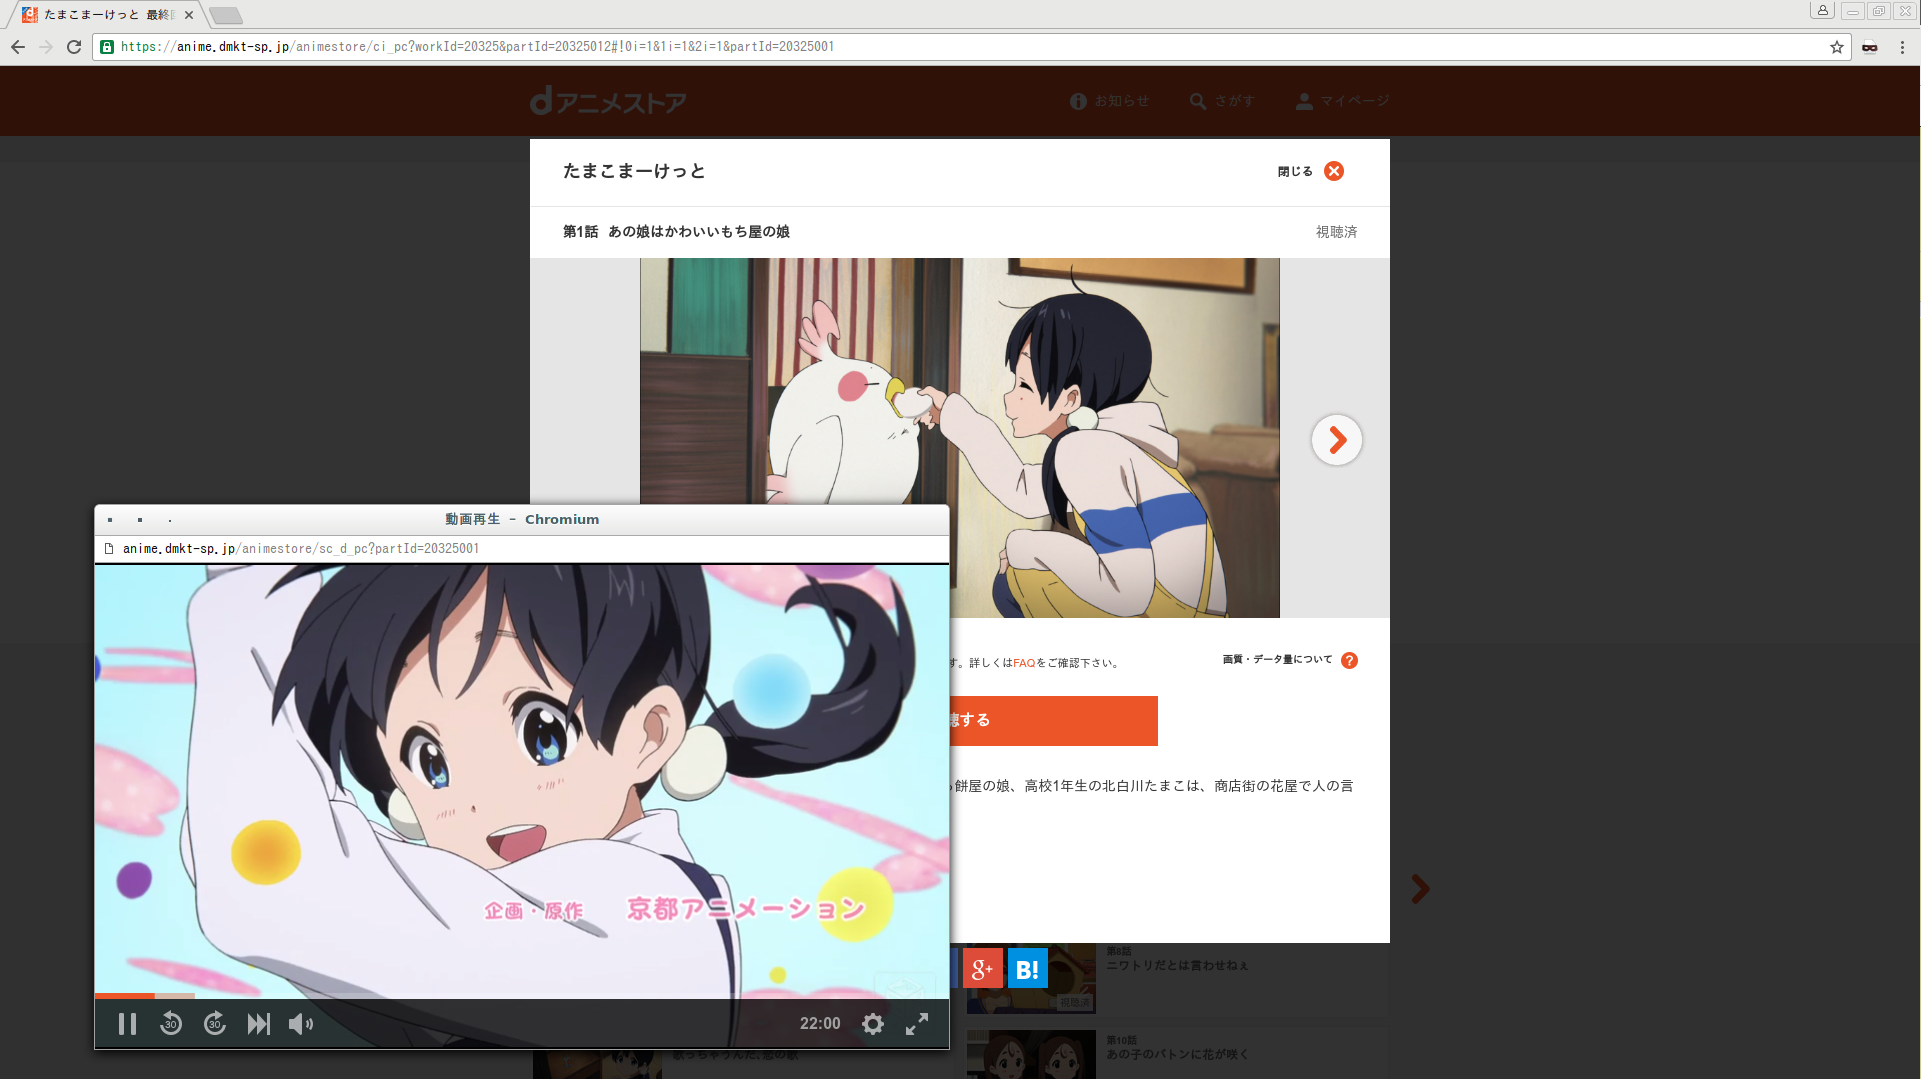 たまこまーけっと 最終回
https://anime.dmkt-sp.jp/animestore/ci_pc?workId=20325&partId=20325012#!0i=1&1i=1&2i=1&partId=20325001
dアニメストア
お知らせ
さがす
マイページ
たまこまーけっと
閉じる
第1話 あの娘はかわいいもち屋の娘
視聴済
動画再生 - Chromium
anime.dmkt-sp.jp/animestore/sc_d_pc?partId=20325001
す。詳しくはFAQをご確認下さい。
画質・データ量について ?
聴する
餅屋の娘、高校1年生の北白川たまこは、商店街の花屋で人の言
企画・原作 京都アニメーション
30
30
22:00
g+
B!
第8話
ニワトリだとは言わせねぇ
視聴済
第10話
あの子のバトンに花が咲く
歌っちゃうんだ、恋の歌